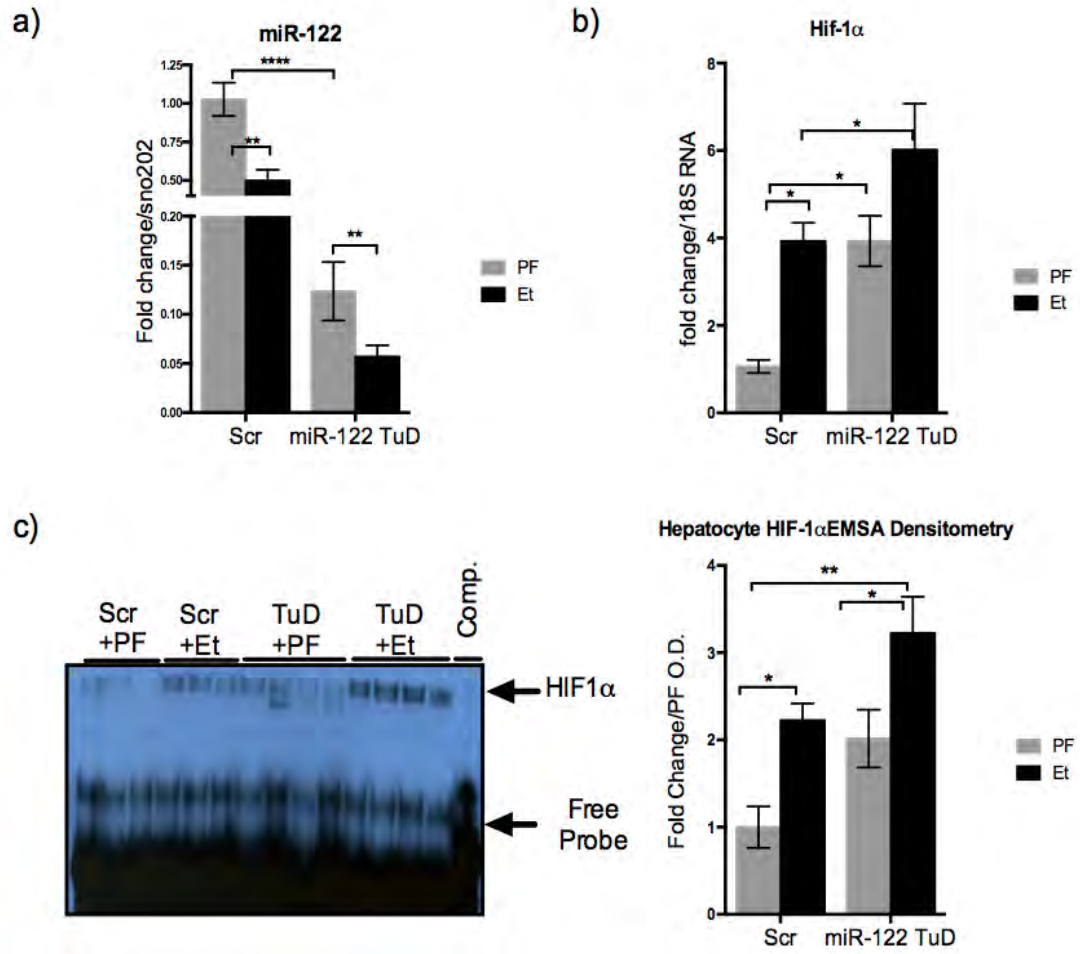 a)
miR-122
Fold change/sno202
1.25
1.00
0.75
0.50
0.20
0.15
0.10
0.05
0.00
****
**
**
Scr
miR-122 TuD
PF
Et
b)
Hif-1α
fold change/18S RNA
8
6
4
2
0
*
*
*
Scr
miR-122 TuD
PF
Et
c)
Scr +PF
Scr +Et
TuD +PF
TuD +Et
Comp.
HIF1α
Free
Probe
Hepatocyte HIF-1αEMSA Densitometry
Fold Change/PF O.D.
4
3
2
1
0
**
*
*
Scr
miR-122 TuD
PF
Et